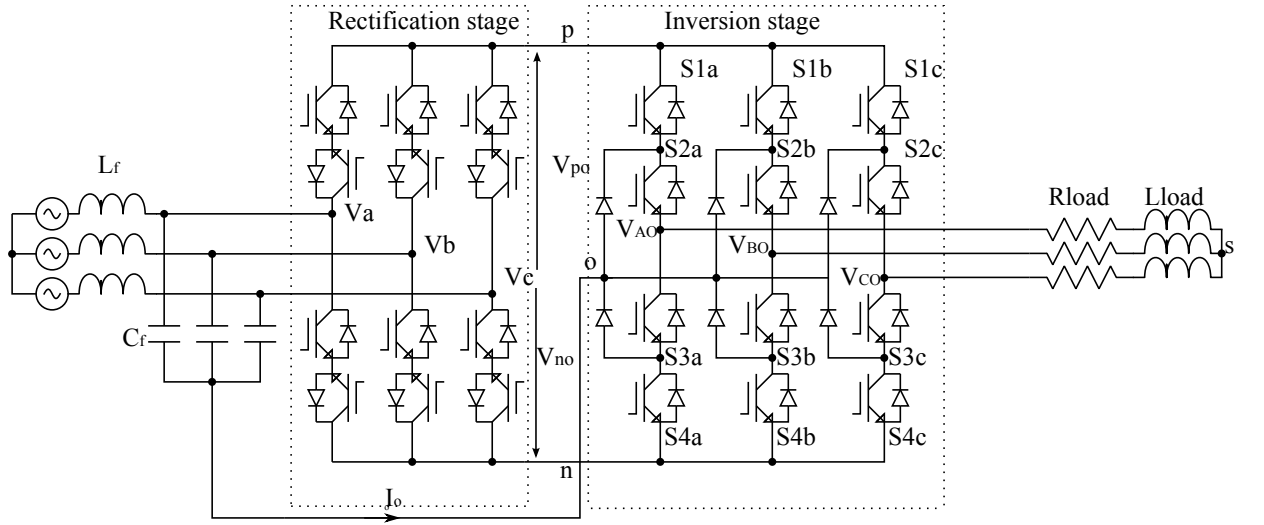 Rectification stage
Inversion stage
p
S1a
S1b
S1c
S2a
S2b
S2c
Vpo
Lf
Va
Vb
Vc
VAO
VBO
VCO
o
Rload
Lload
s
Cf
Vno
S3a
S3b
S3c
S4a
S4b
S4c
n
Io